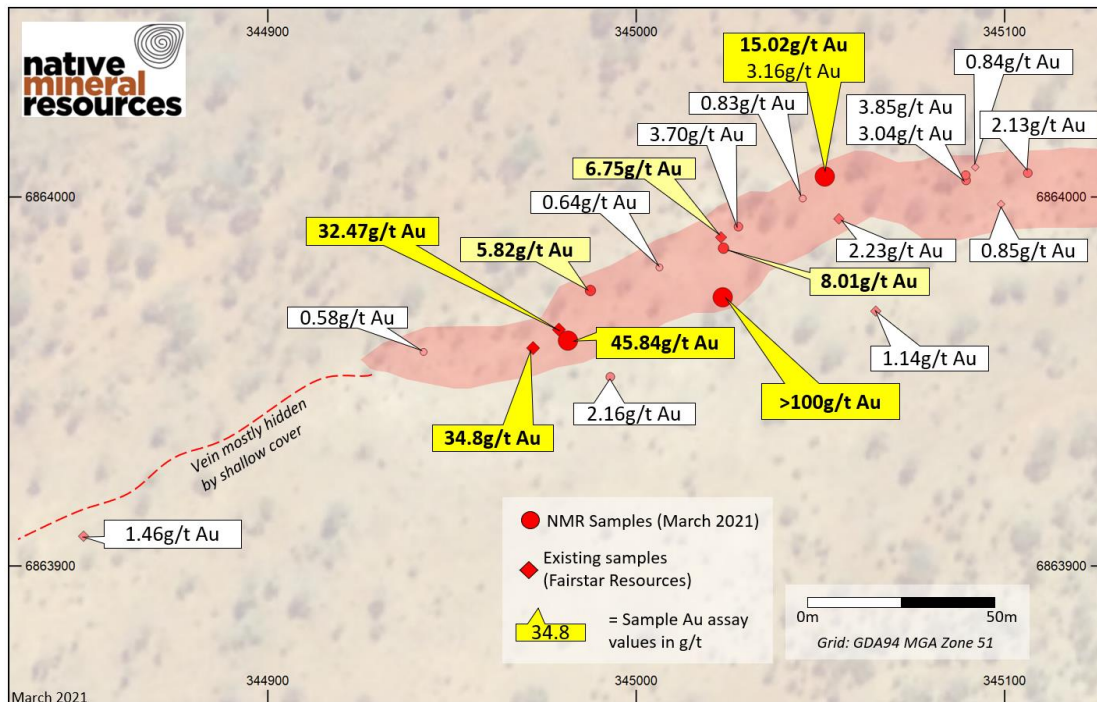 344900
345000
345100
native
mineral
resources
15.02g/t Au
3.16g/t Au
0.84g/t Au
0.83g/t Au
3.85g/t Au
3.04g/t Au
2.13g/t Au
3.70g/t Au
6.75g/t Au
6864000
6864000
0.64g/t Au
32.47g/t Au
5.82g/t Au
2.23g/t Au
0.85g/t Au
8.01g/t Au
0.58g/t Au
45.84g/t Au
1.14g/t Au
>100g/t Au
2.16g/t Au
34.8g/t Au
Vein mostly hidden
by shallow cover
1.46g/t Au
NMR Samples (March 2021)
Existing samples
(Fairstar Resources)
34.8
= Sample Au assay
values in g/t
6863900
6863900
0m
50m
Grid: GDA94 MGA Zone 51
March 2021
344900
345000
345100